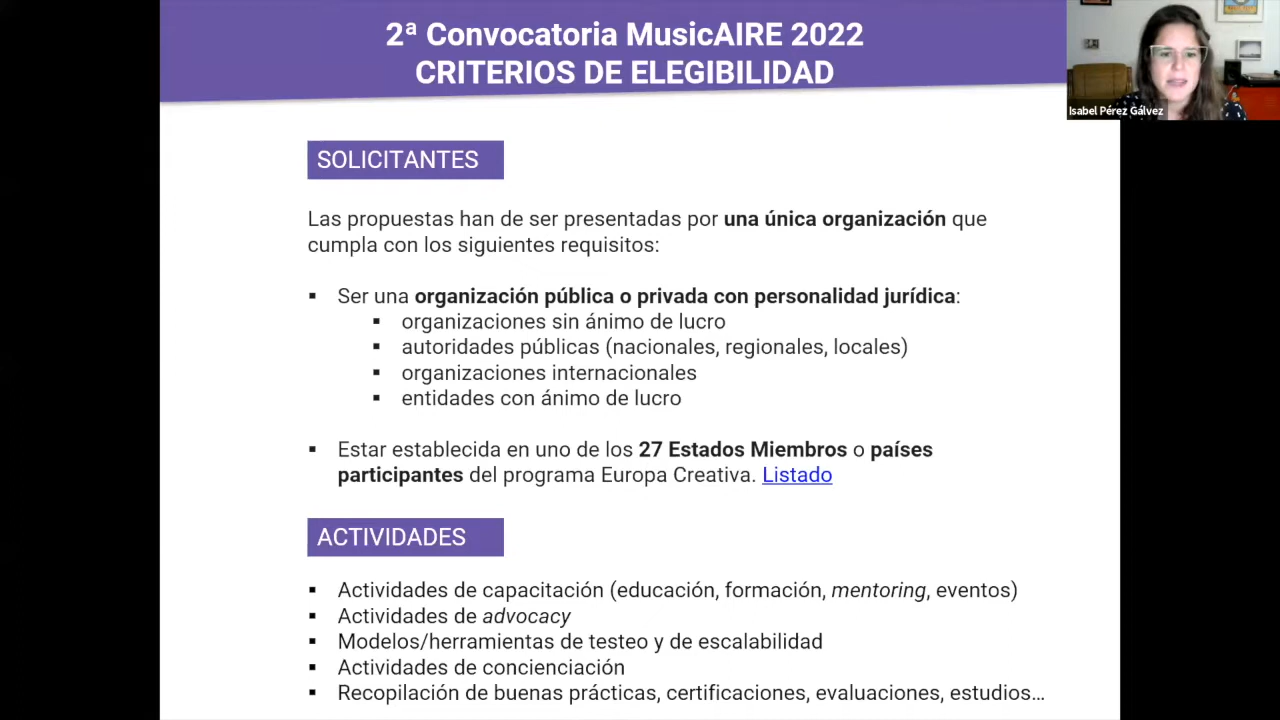 2ª Convocatoria MusicAIRE 2022
CRITERIOS DE ELEGIBILIDAD
Isabel Pérez Gálvez
SOLICITANTES
Las propuestas han de ser presentadas por una única organización que
cumpla con los siguientes requisitos:
▪ Ser una organización pública o privada con personalidad jurídica:
▪ organizaciones sin ánimo de lucro
▪ autoridades públicas (nacionales, regionales, locales)
▪ organizaciones internacionales
▪ entidades con ánimo de lucro
▪ Estar establecida en uno de los 27 Estados Miembros o países
participantes del programa Europa Creativa. Listado
ACTIVIDADES
▪ Actividades de capacitación (educación, formación, mentoring, eventos)
▪ Actividades de advocacy
▪ Modelos/herramientas de testeo y de escalabilidad
▪ Actividades de concienciación
▪ Recopilación de buenas prácticas, certificaciones, evaluaciones, estudios…